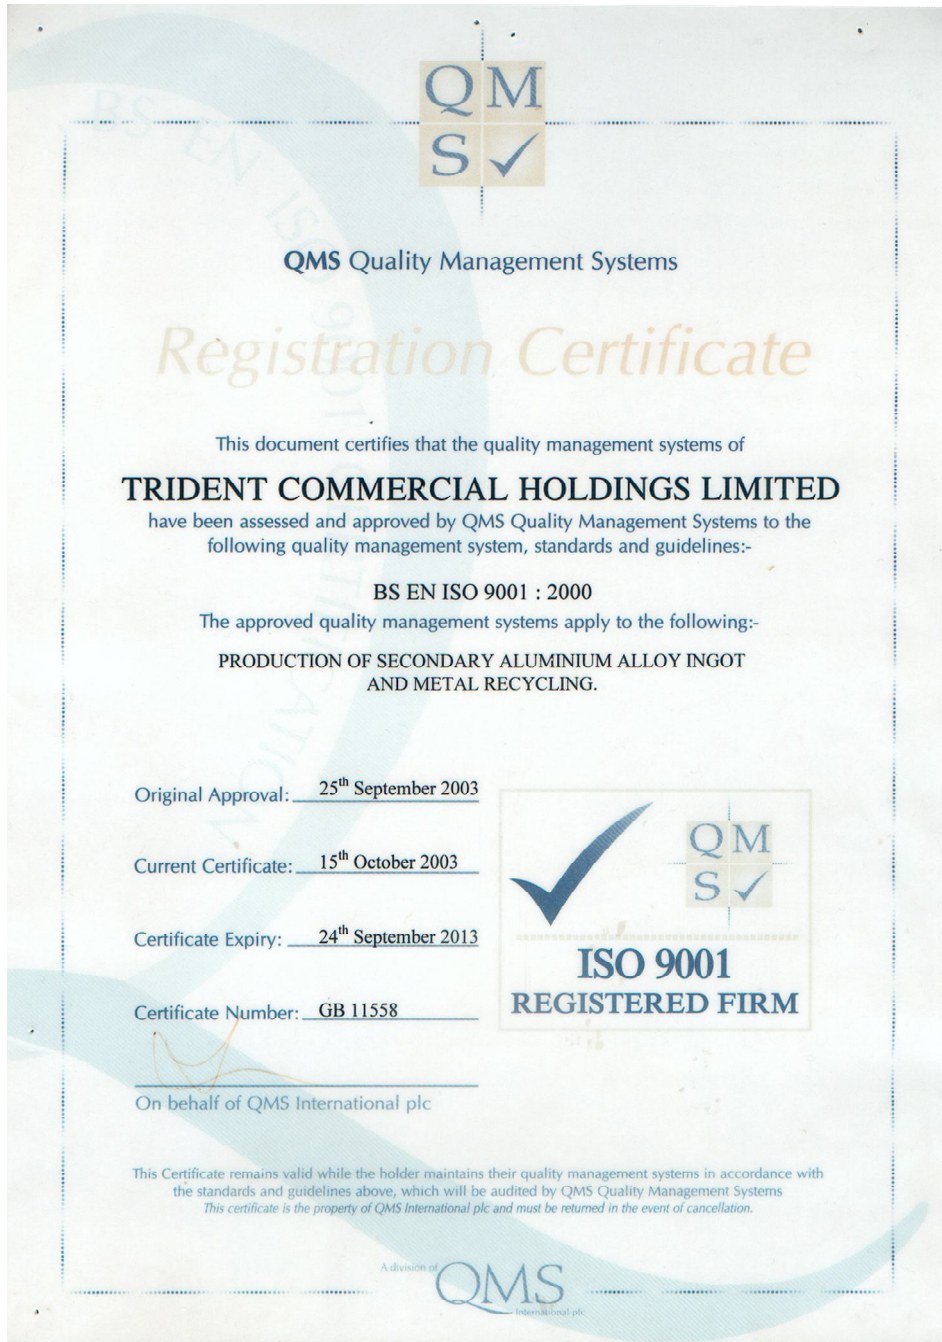 QM
S
BS EN ISO 9001 CERTIFICATION
QMS Quality Management Systems
Registration Certificate
This document certifies that the quality management systems of
TRIDENT COMMERCIAL HOLDINGS LIMITED
have been assessed and approved by QMS Quality Management Systems to the
following quality management system, standards and guidelines:-
BS EN ISO 9001 : 2000
The approved quality management systems apply to the following:-
PRODUCTION OF SECONDARY ALUMINIUM ALLOY INGOT
AND METAL RECYCLING.
Original Approval: 25th September 2003
Current Certificate: 15th October 2003
Certificate Expiry: 24th September 2013
Certificate Number: GB 11558
On behalf of QMS International plc
QM
S
ISO 9001
REGISTERED FIRM
This Certificate remains valid while the holder maintains their quality management systems in accordance with
the standards and guidelines above, which will be audited by QMS Quality Management Systems
This certificate is the property of QMS International plc and must be returned in the event of cancellation.
A division of
QMS
International plc